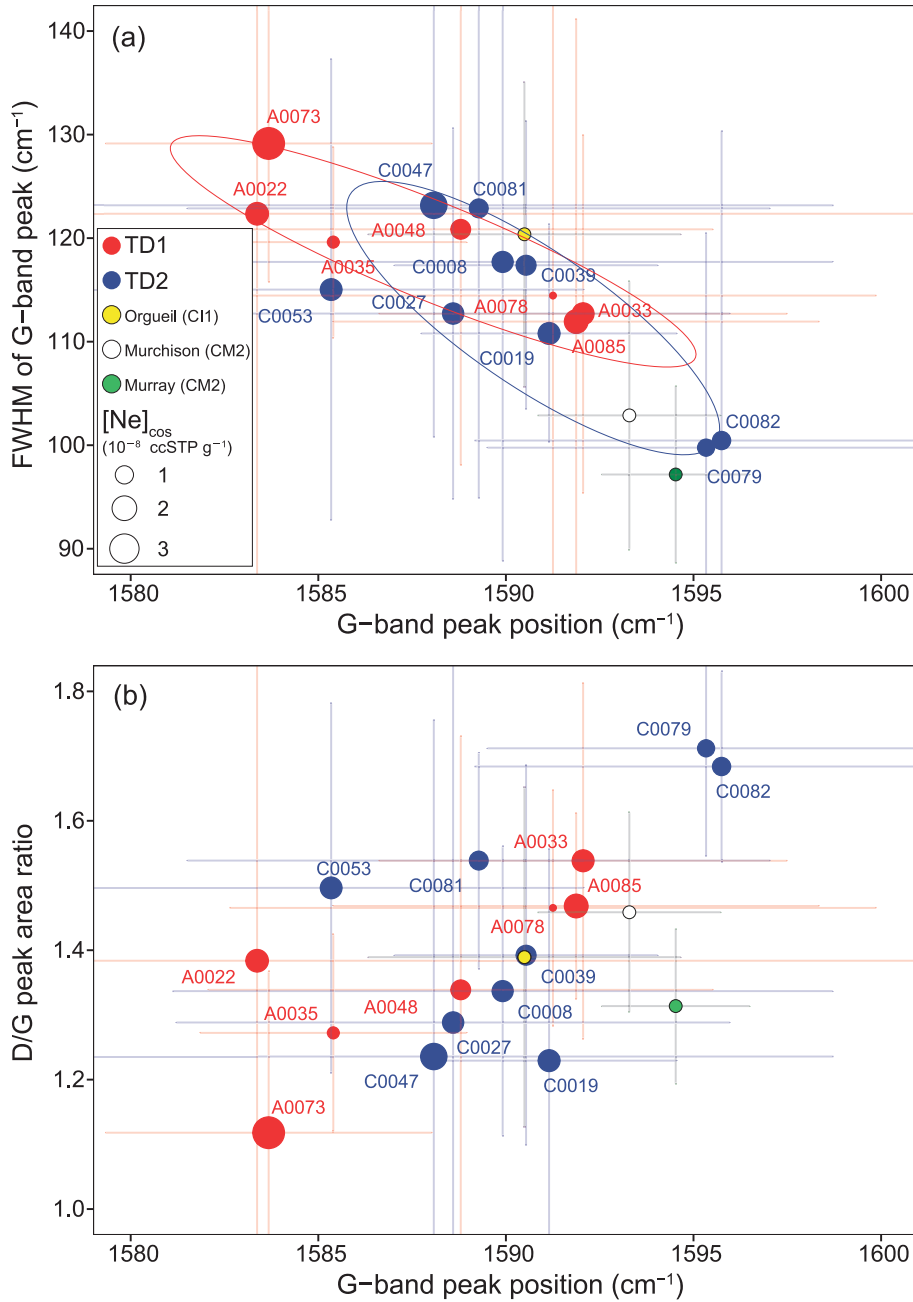 (a)
140
130
120
110
100
90
FWHM of G−band peak (cm⁻¹)
A0073
C0047
C0081
A0022
A0048
A0035
C0008
C0039
C0053
C0027
A0078
A0033
C0019
A0085
C0082
C0079
TD1
TD2
Orgueil (CI1)
Murchison (CM2)
Murray (CM2)
[Ne]cos
(10⁻⁸ ccSTP g⁻¹)
1
2
3
1580 1585 1590 1595 1600
G−band peak position (cm⁻¹)
(b)
1.8
1.6
1.4
1.2
1.0
D/G peak area ratio
C0079
C0082
A0033
C0053
C0081
A0085
A0078
A0022
C0039
A0035
A0048
C0008
C0027
C0047
C0019
A0073
1580 1585 1590 1595 1600
G−band peak position (cm⁻¹)